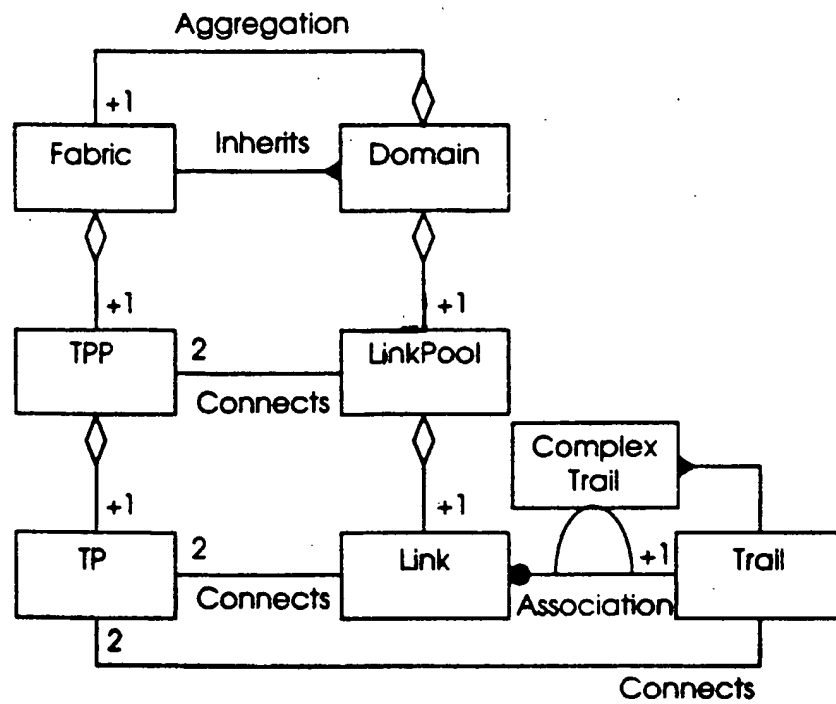 Aggregation
+1
Fabric
Inherits
Domain
+1
+1
TPP
2
LinkPool
Connects
Complex
Trail
+1
+1
TP
2
Link
+1
Trail
Connects
Association
2
Connects